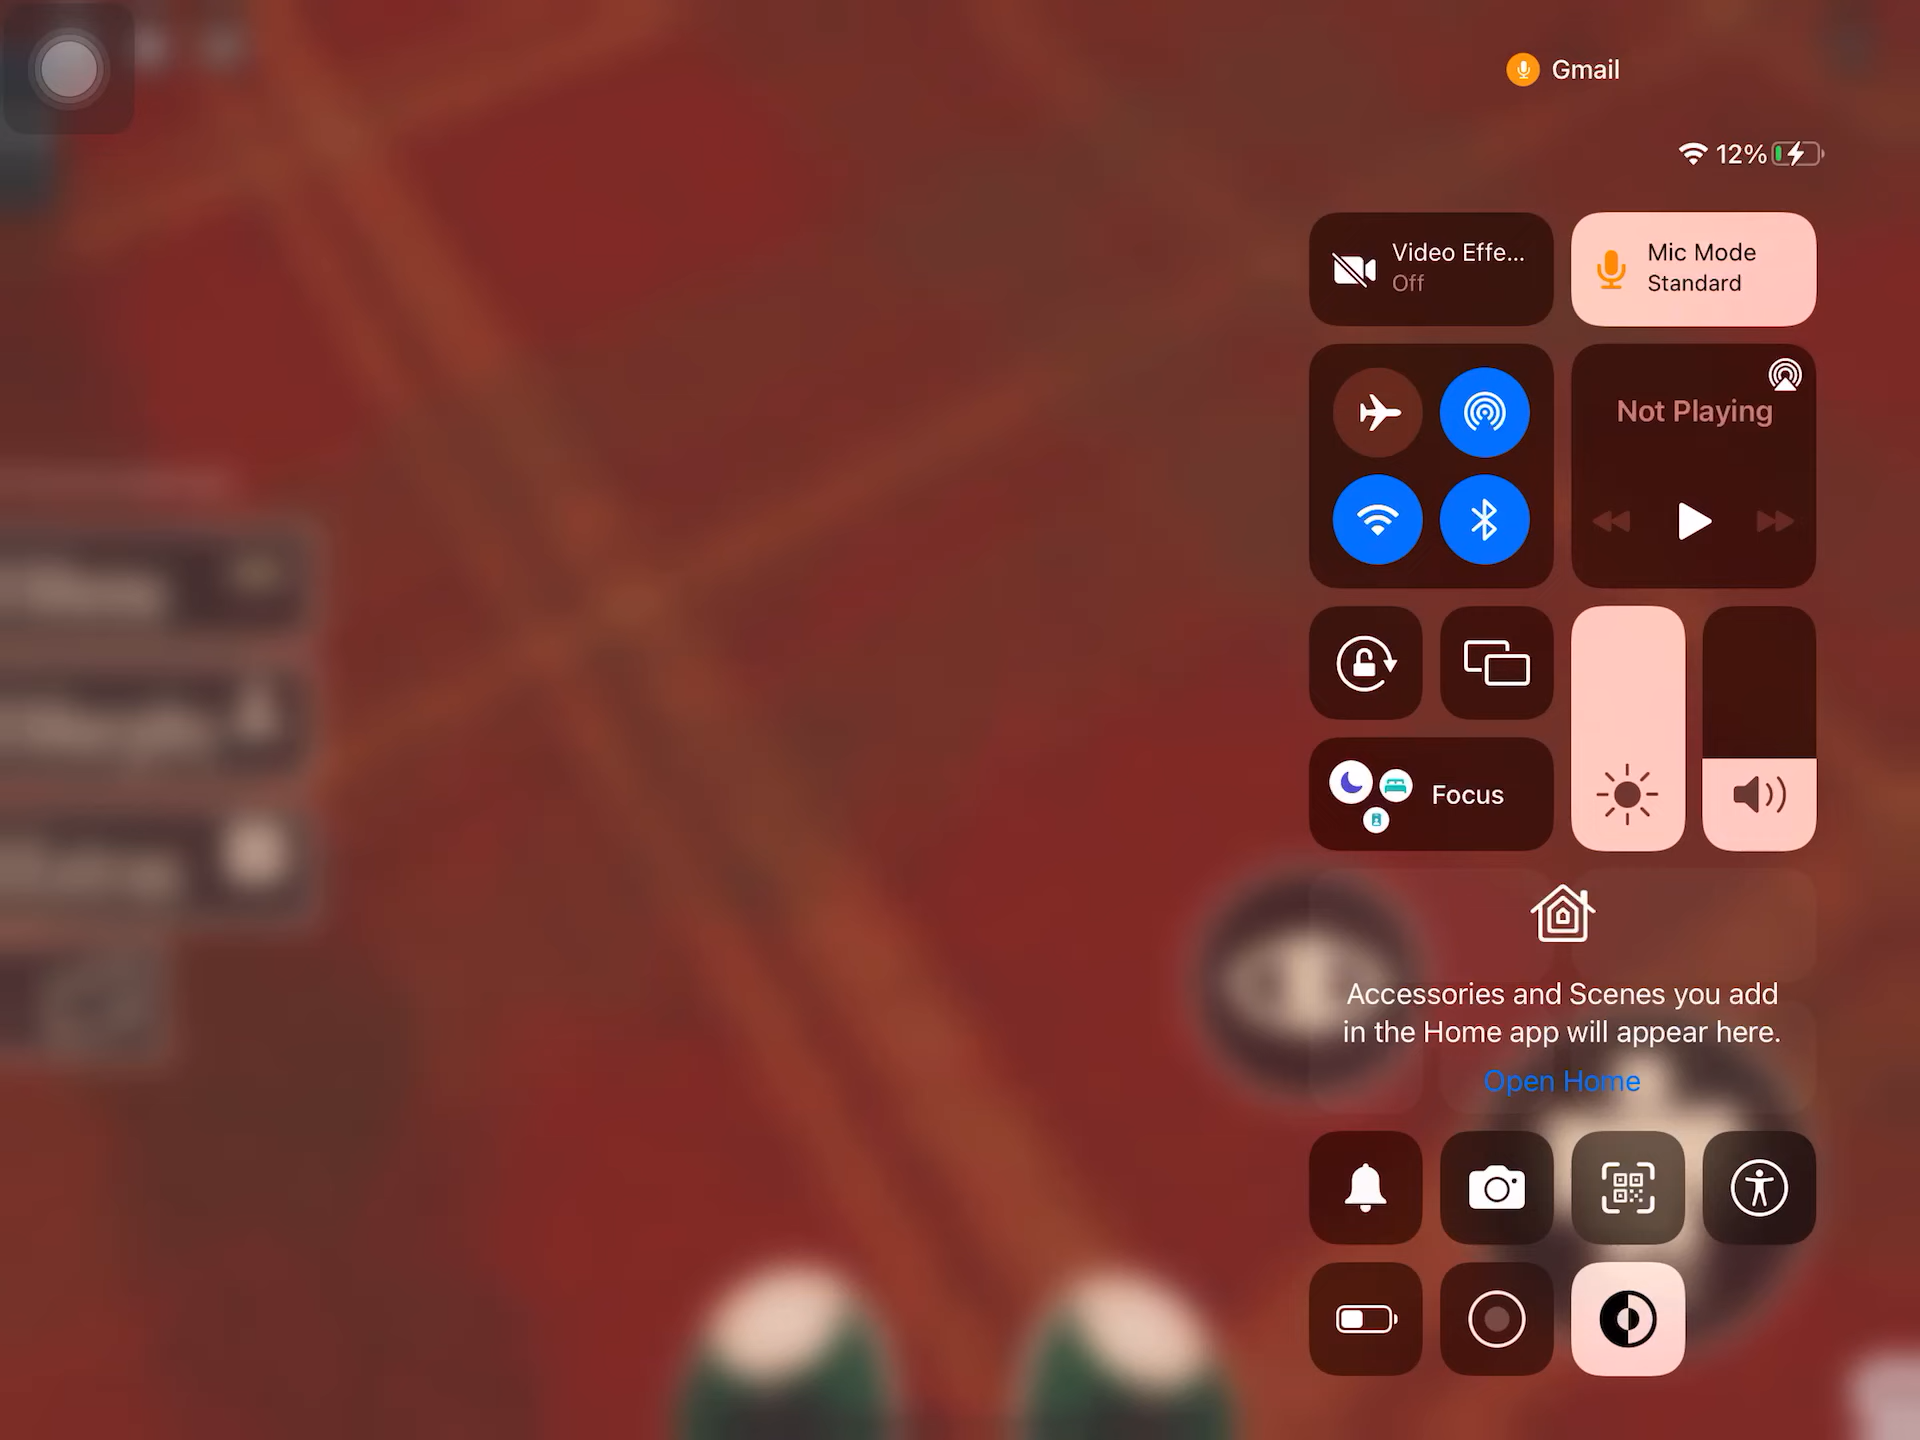 Gmail
12%
Video Effe...
Off
Mic Mode
Standard
Not Playing
Focus
Accessories and Scenes you add
in the Home app will appear here.
Open Home